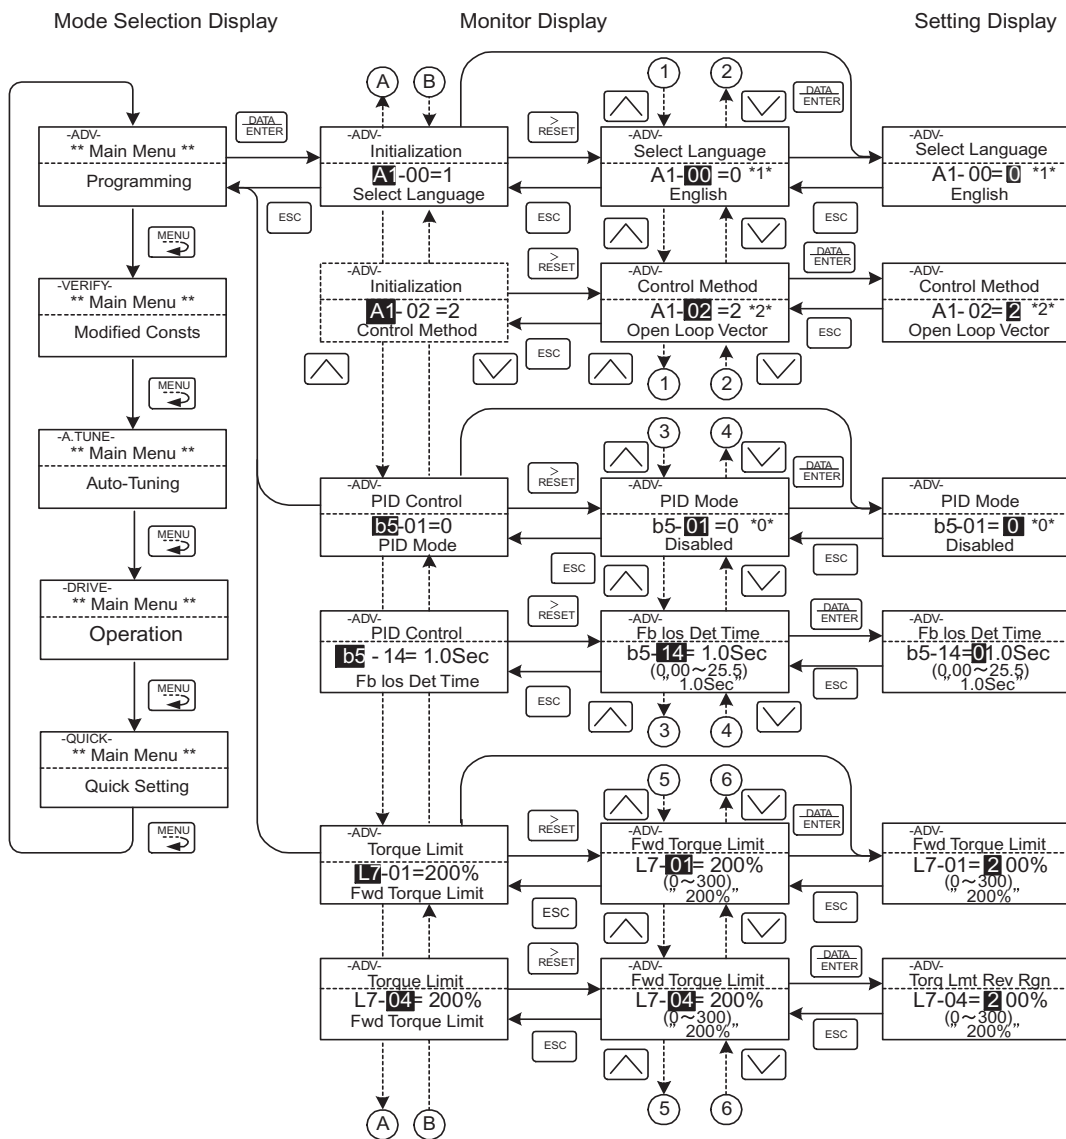 Mode Selection Display
Monitor Display
Setting Display
A
B
1
2
DATA
ENTER
-ADV-
** Main Menu **
Programming
DATA
ENTER
-ADV-
Initialization
A1-00=1
Select Language
>
RESET
-ADV-
Select Language
A1-00=0 *1*
English
-ADV-
Select Language
A1- 00=0 *1*
English
ESC
ESC
ESC
MENU
-VERIFY-
** Main Menu **
Modified Consts
-ADV-
Initialization
A1- 02 =2
Control Method
>
RESET
-ADV-
Control Method
A1-02=2 *2*
Open Loop Vector
DATA
ENTER
-ADV-
Control Method
A1- 02=2 *2*
Open Loop Vector
ESC
ESC
1
2
MENU
-A.TUNE-
** Main Menu **
Auto-Tuning
3
4
-ADV-
PID Control
b5-01=0
PID Mode
>
RESET
-ADV-
PID Mode
b5-01 =0 *0*
Disabled
DATA
ENTER
-ADV-
PID Mode
b5-01= 0 *0*
Disabled
ESC
ESC
MENU
-DRIVE-
** Main Menu **
Operation
-ADV-
PID Control
b5 - 14= 1.0Sec
Fb los Det Time
>
RESET
-ADV-
Fb los Det Time
b5-14= 1.0Sec
(0,00~25.5)
" 1.0Sec"
DATA
ENTER
-ADV-
Fb los Det Time
b5-14=01.0Sec
(0,00~25.5)
" 1.0Sec"
ESC
ESC
3
4
MENU
-QUICK-
** Main Menu **
Quick Setting
MENU
5
6
-ADV-
Torque Limit
L7-01=200%
Fwd Torque Limit
>
RESET
-ADV-
Fwd Torque Limit
L7-01= 200%
(0~300)
" 200%"
DATA
ENTER
-ADV-
Fwd Torque Limit
L7-01= 200%
(0~300)
" 200%"
ESC
ESC
-ADV-
Torque Limit
L7-04= 200%
Fwd Torque Limit
>
RESET
-ADV-
Fwd Torque Limit
L7-04= 200%
(0~300)
" 200%"
DATA
ENTER
-ADV-
Torq Lmt Rev Rgn
L7-04= 200%
(0~300)
" 200%"
ESC
ESC
A
B
5
6